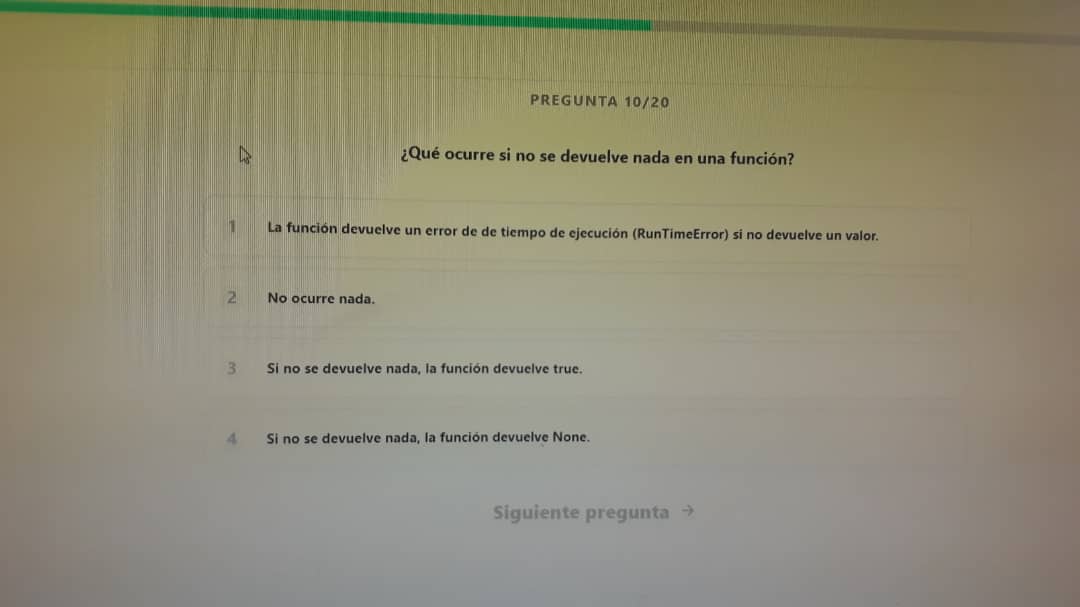 PREGUNTA 10/20
¿Qué ocurre si no se devuelve nada en una función?
1 La función devuelve un error de de tiempo de ejecución (RunTimeError) si no devuelve un valor.
2 No ocurre nada.
3 Si no se devuelve nada, la función devuelve true.
4 Si no se devuelve nada, la función devuelve None.
Siguiente pregunta →